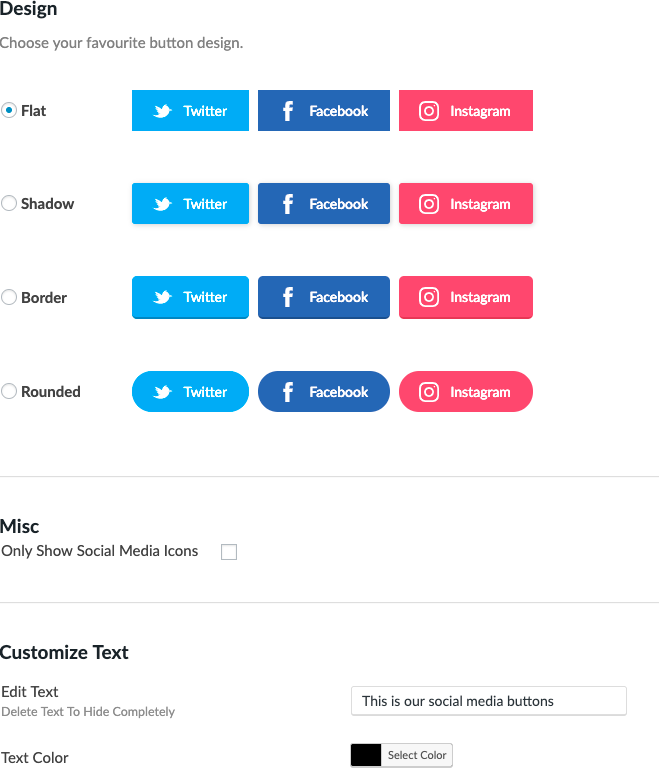 Design
Choose your favourite button design.
Flat Twitter Facebook Instagram
Shadow Twitter Facebook Instagram
Border Twitter Facebook Instagram
Rounded Twitter Facebook Instagram
Misc
Only Show Social Media Icons
Customize Text
Edit Text
Delete Text To Hide Completely
This is our social media buttons
Text Color Select Color